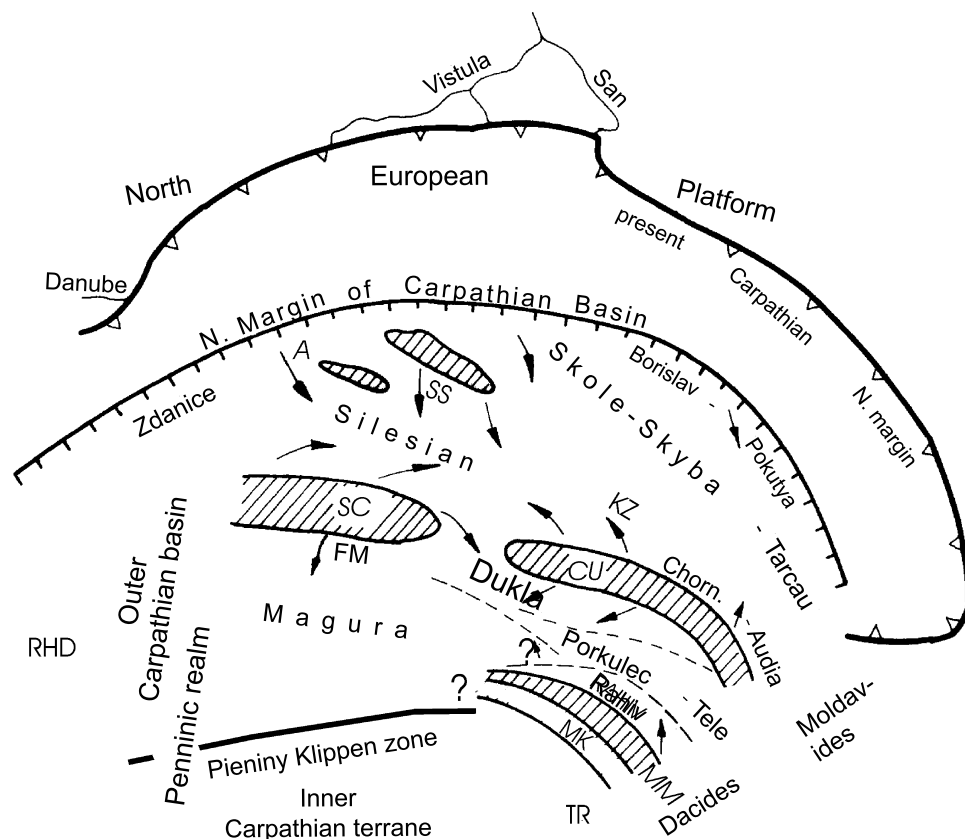 Vistula
San
North
European
Platform
present
Carpathian
N. margin
Danube
N. Margin of Carpathian Basin
Zdanice
A
SS
Silesian
Skole-Skyba
Borislav -
Pokutya
- Tarcau
SC
FM
KZ
CU
Chorn.
- Audia
Dukla
Magura
Outer
Carpathian basin
Penninic realm
RHD
?
?
Porkulec
- Tele
MK
MM
Dacides
Moldav-
ides
Pieniny Klippen zone
Inner
Carpathian terrane
TR